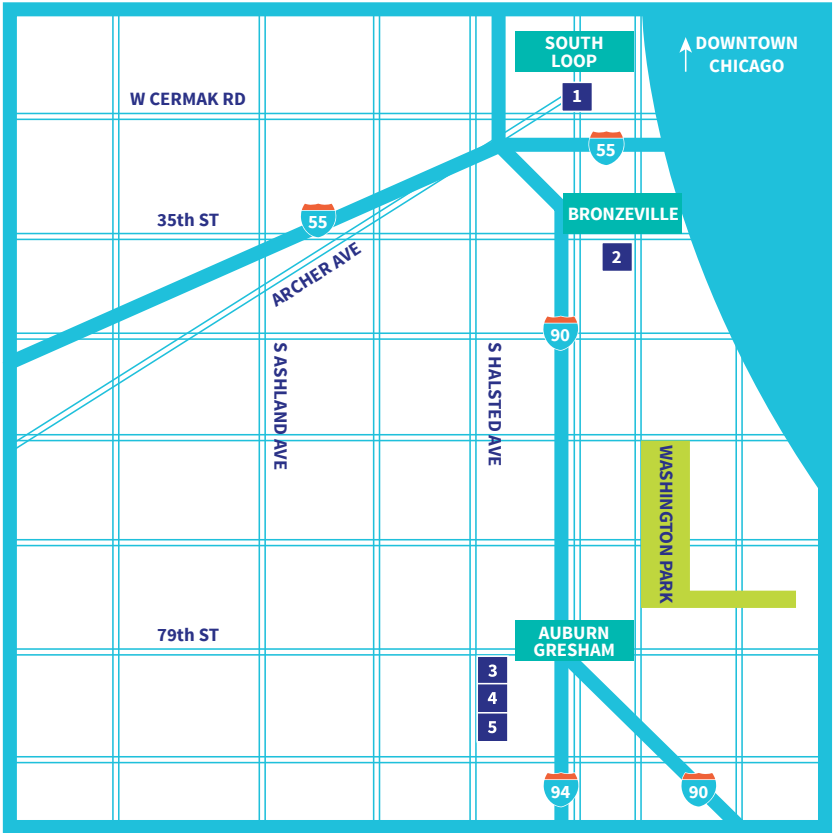 SOUTH
LOOP
DOWNTOWN
CHICAGO
W CERMAK RD
1
55
BRONZEVILLE
35th ST
55
2
ARCHER AVE
90
S ASHLAND AVE
S HALSTED AVE
WASHINGTON PARK
79th ST
AUBURN
GRESHAM
3
4
5
94
90